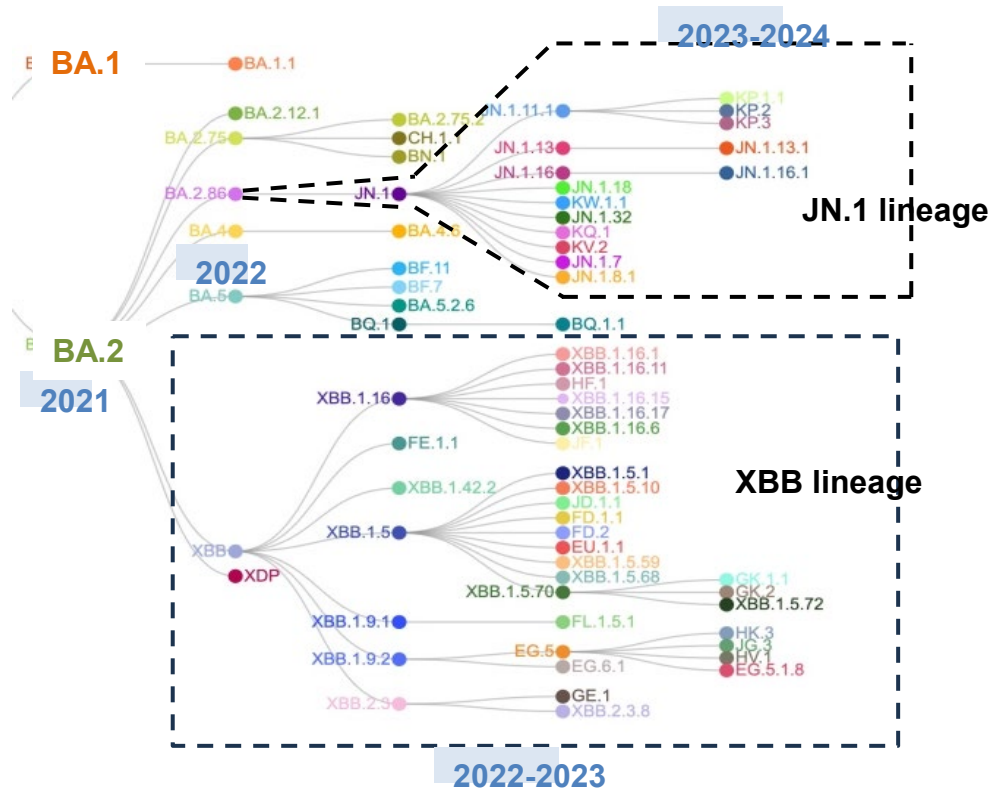 2023-2024
BA.1
BA.1.1
KP.1.1
JN.1.11.1
KP.2
BA.2.12.1
BA.2.75.2
KP.3
BA.2.75
CH.1.1
JN.1.13
JN.1.13.1
BN.1
JN.1.16
JN.1.16.1
BA.2.86
JN.1
JN.1.18
KW.1.1
JN.1 lineage
JN.1.32
BA.4
BA.4.6
KQ.1
KV.2
2022
BF.11
JN.1.7
JN.1.8.1
BF.7
BA.5
BA.5.2.6
BQ.1
BQ.1.1
BA.2
XBB.1.16.1
XBB.1.16.11
HF.1
2021
XBB.1.16
XBB.1.16.15
XBB.1.16.17
XBB.1.16.6
FE.1.1
JF.1
XBB.1.5.1
XBB lineage
XBB.1.42.2
XBB.1.5.10
JD.1.1
FD.1.1
XBB.1.5
FD.2
EU.1.1
XBB
XBB.1.5.59
XDP
XBB.1.5.68
GK.1.1
XBB.1.5.70
GK.2
XBB.1.5.72
XBB.1.9.1
FL.1.5.1
HK.3
JG.3
EG.5
HV.1
XBB.1.9.2
EG.6.1
EG.5.1.8
XBB.2.3
GE.1
XBB.2.3.8
2022-2023